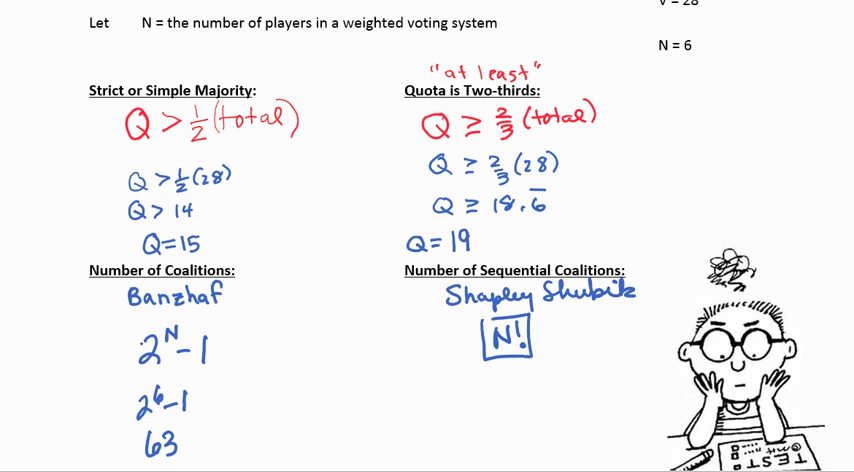 V = 28
Let N = the number of players in a weighted voting system
N = 6
"at least"
Strict or Simple Majority:
Q > 1/2 (total)
Q > 1/2 (28)
Q > 14
Q = 15
Quota is Two-thirds:
Q ≥ 2/3 (total)
Q ≥ 2/3 (28)
Q ≥ 18.6̅
Q = 19
Number of Coalitions:
Banzhaf
2^N - 1
2^6 - 1
63
Number of Sequential Coalitions:
Shapley Shubik
N!
TEST